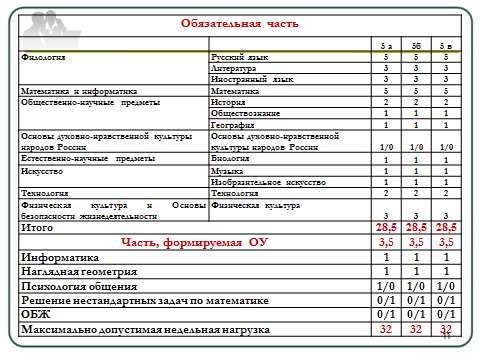 Обязательная часть
5 а 5б 5 в
Филология Русский язык 5 5 5
Литература 3 3 3
Иностранный язык 3 3 3
Математика и информатика Математика 5 5 5
Общественно-научные предметы История 2 2 2
Обществознание 1 1 1
География 1 1 1
Основы духовно-нравственной культуры Основы духовно-нравственной
народов России культуры народов России 1/0 1/0 1/0
Естественно-научные предметы Биология 1 1 1
Искусство Музыка 1 1 1
Изобразительное искусство 1 1 1
Технология Технология 2 2 2
Физическая культура и Основы Физическая культура
безопасности жизнедеятельности 3 3 3
Итого 28,5 28,5 28,5
Часть, формируемая ОУ 3,5 3,5 3,5
Информатика 1 1 1
Наглядная геометрия 1 1 1
Психология общения 1/0 1/0 1/0
Решение нестандартных задач по математике 0/1 0/1 0/1
ОБЖ 0/1 0/1 0/1
Максимально допустимая недельная нагрузка 32 32 32
11